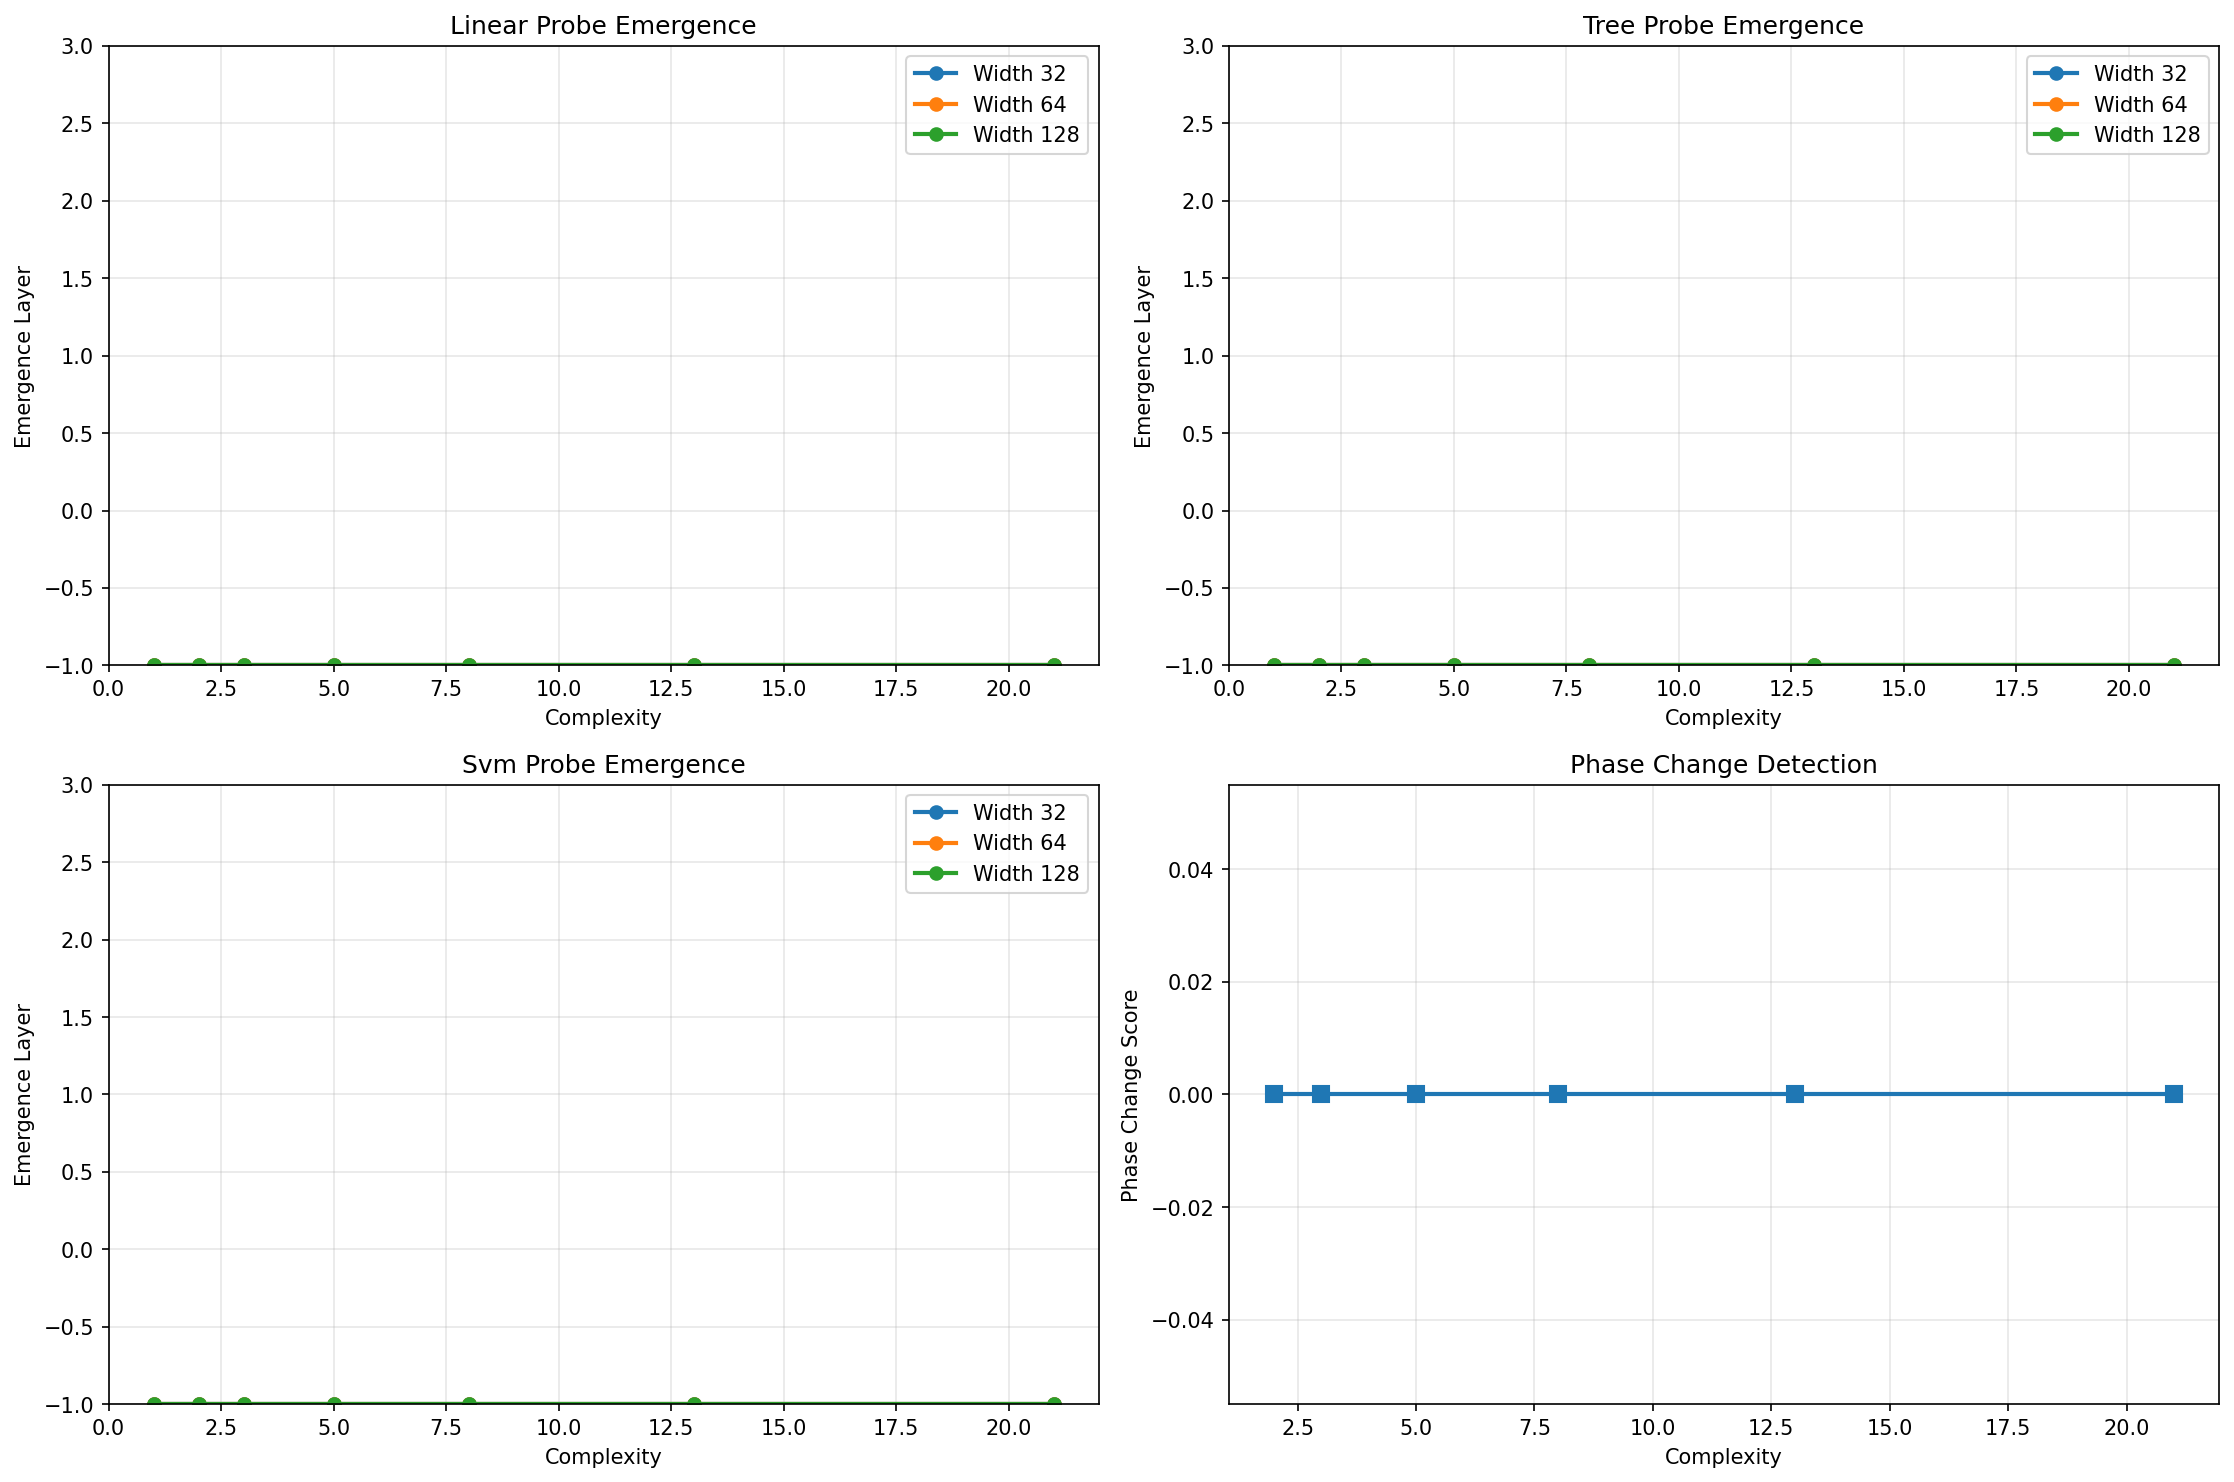 Linear Probe Emergence
3.0
2.5
2.0
1.5
1.0
0.5
0.0
−0.5
−1.0
Emergence Layer
Width 32
Width 64
Width 128
0.0 2.5 5.0 7.5 10.0 12.5 15.0 17.5 20.0
Complexity
Tree Probe Emergence
3.0
2.5
2.0
1.5
1.0
0.5
0.0
−0.5
−1.0
Emergence Layer
Width 32
Width 64
Width 128
0.0 2.5 5.0 7.5 10.0 12.5 15.0 17.5 20.0
Complexity
Svm Probe Emergence
3.0
2.5
2.0
1.5
1.0
0.5
0.0
−0.5
−1.0
Emergence Layer
Width 32
Width 64
Width 128
0.0 2.5 5.0 7.5 10.0 12.5 15.0 17.5 20.0
Complexity
Phase Change Detection
0.04
0.02
0.00
−0.02
−0.04
Phase Change Score
2.5 5.0 7.5 10.0 12.5 15.0 17.5 20.0
Complexity